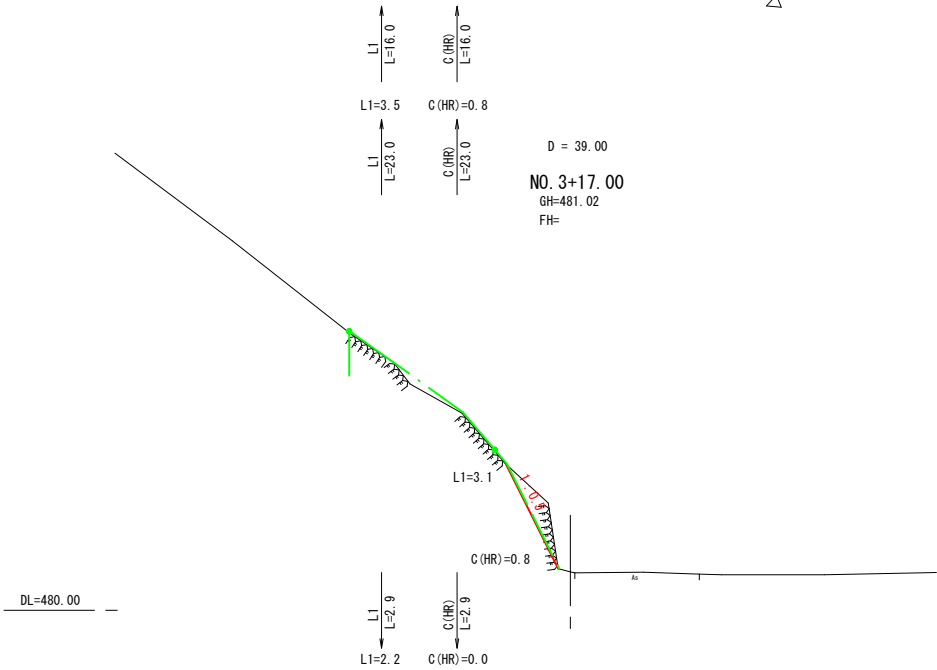 L1
L=16.0
C(HR)
L=16.0
L1=3.5
C(HR)=0.8
L1
L=23.0
C(HR)
L=23.0
D = 39.00
NO.3+17.00
GH=481.02
FH=
L1=3.1
C(HR)=0.8
As
DL=480.00
L1
L=2.9
C(HR)
L=2.9
L1=2.2
C(HR)=0.0